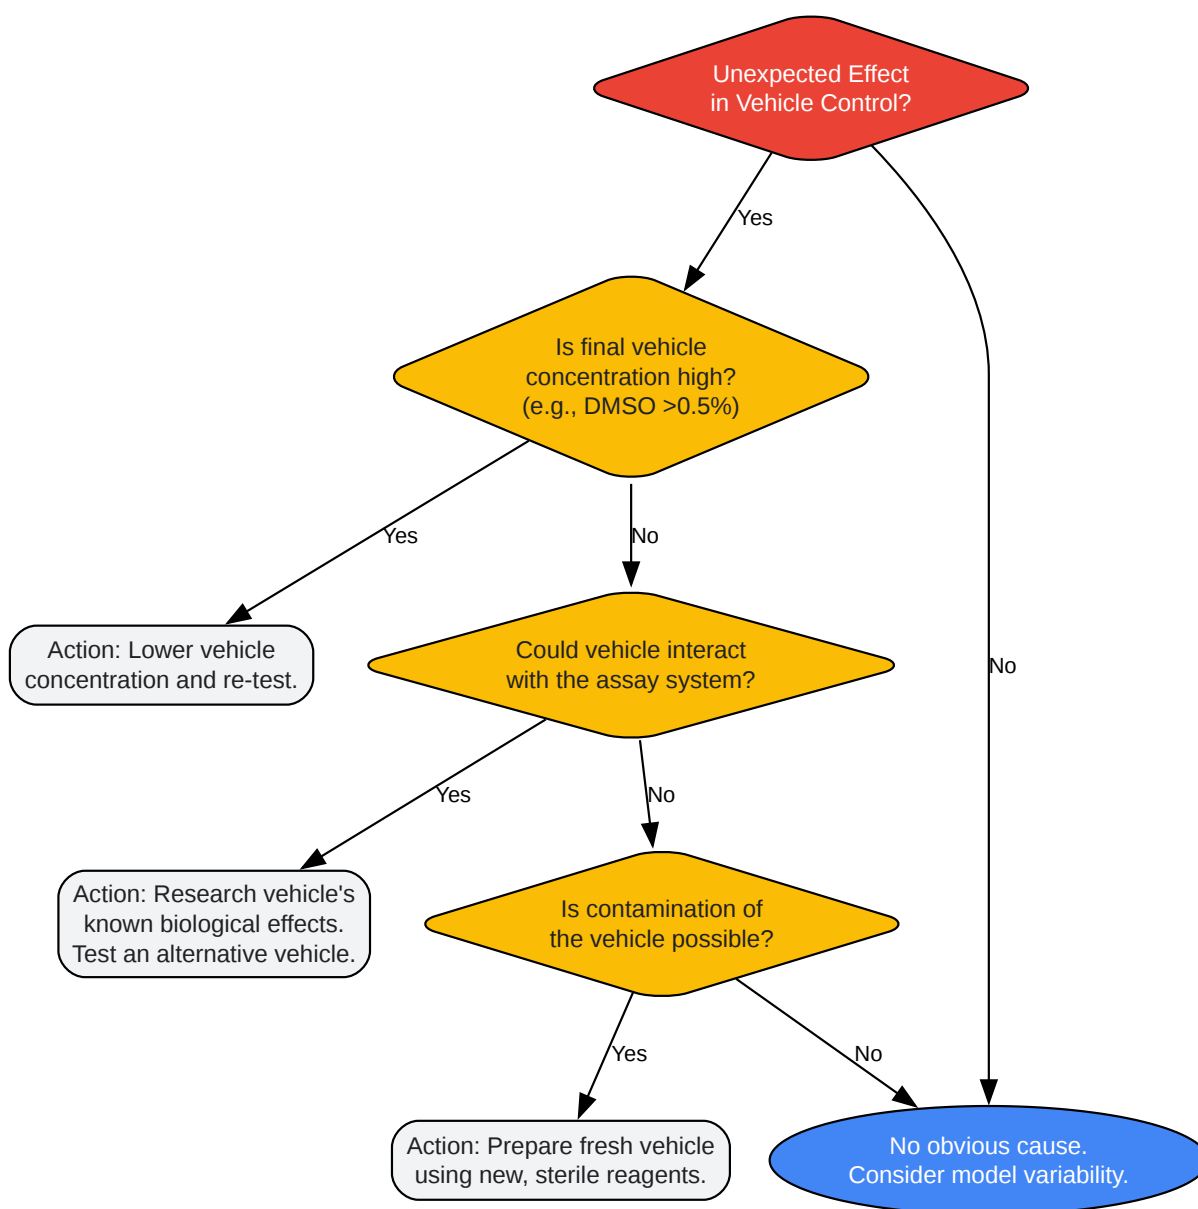 Unexpected Effect
in Vehicle Control?
Yes
Is final vehicle
concentration high?
(e.g., DMSO >0.5%)
Yes
No
Action: Lower vehicle
concentration and re-test.
Could vehicle interact
with the assay system?
No
Yes
No
Action: Research vehicle's
known biological effects.
Test an alternative vehicle.
Is contamination of
the vehicle possible?
Yes
No
Action: Prepare fresh vehicle
using new, sterile reagents.
No obvious cause.
Consider model variability.